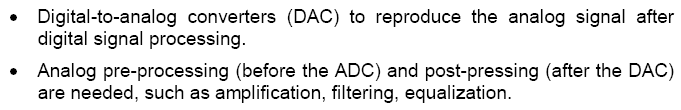 • Digital-to-analog converters (DAC) to reproduce the analog signal after
digital signal processing.
• Analog pre-processing (before the ADC) and post-pressing (after the DAC)
are needed, such as amplification, filtering, equalization.